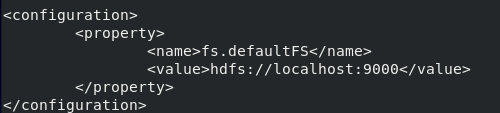 <configuration>
        <property>
                <name>fs.defaultFS</name>
                <value>hdfs://localhost:9000</value>
        </property>
</configuration>